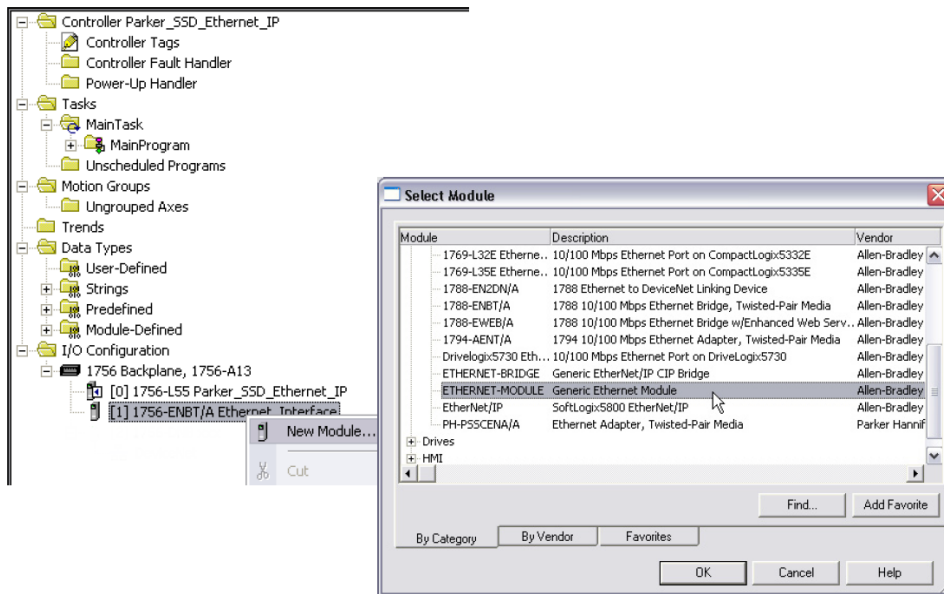 Controller Parker_SSD_Ethernet_IP
Controller Tags
Controller Fault Handler
Power-Up Handler
Tasks
MainTask
MainProgram
Unscheduled Programs
Motion Groups
Ungrouped Axes
Trends
Data Types
User-Defined
Strings
Predefined
Module-Defined
I/O Configuration
1756 Backplane, 1756-A13
[0] 1756-L55 Parker_SSD_Ethernet_IP
[1] 1756-ENBT/A Ethernet_Interface
New Module...
Cut
Select Module
Module Description Vendor
1769-L32E Etherne... 10/100 Mbps Ethernet Port on CompactLogix5332E Allen-Bradley
1769-L35E Etherne... 10/100 Mbps Ethernet Port on CompactLogix5335E Allen-Bradley
1788-EN2DN/A 1788 Ethernet to DeviceNet Linking Device Allen-Bradley
1788-ENBT/A 1788 10/100 Mbps Ethernet Bridge, Twisted-Pair Media Allen-Bradley
1788-EWEB/A 1788 10/100 Mbps Ethernet Bridge w/Enhanced Web Serv... Allen-Bradley
1794-AENT/A 1794 10/100 Mbps Ethernet Adapter, Twisted-Pair Media Allen-Bradley
Drivelogix5730 Eth... 10/100 Mbps Ethernet Port on DriveLogix5730 Allen-Bradley
ETHERNET-BRIDGE Generic EtherNet/IP CIP Bridge Allen-Bradley
ETHERNET-MODULE Generic Ethernet Module Allen-Bradley
EtherNet/IP SoftLogix5800 EtherNet/IP Allen-Bradley
PH-PSSCENA/A Ethernet Adapter, Twisted-Pair Media Parker Hannif
Drives
HMI
Find... Add Favorite
By Category By Vendor Favorites
OK Cancel Help